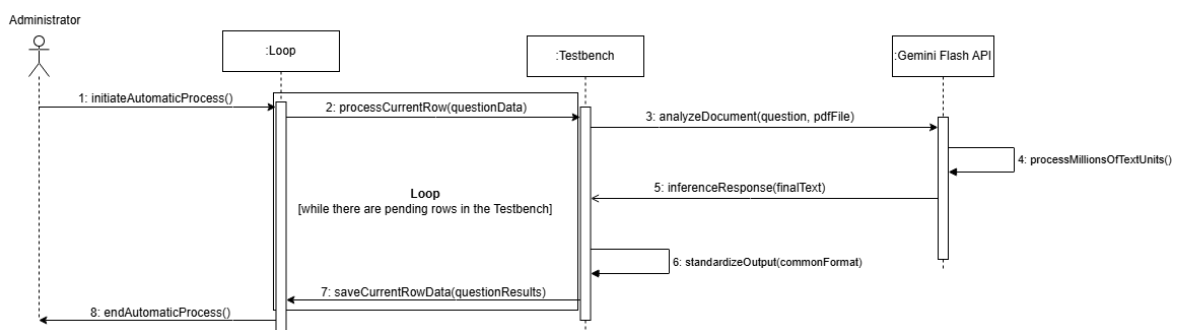 Administrator
:Loop
:Testbench
:Gemini Flash API
1: initiateAutomaticProcess()
2: processCurrentRow(questionData)
3: analyzeDocument(question, pdfFile)
4: processMillionsOfTextUnits()
5: inferenceResponse(finalText)
Loop
[while there are pending rows in the Testbench]
6: standardizeOutput(commonFormat)
7: saveCurrentRowData(questionResults)
8: endAutomaticProcess()